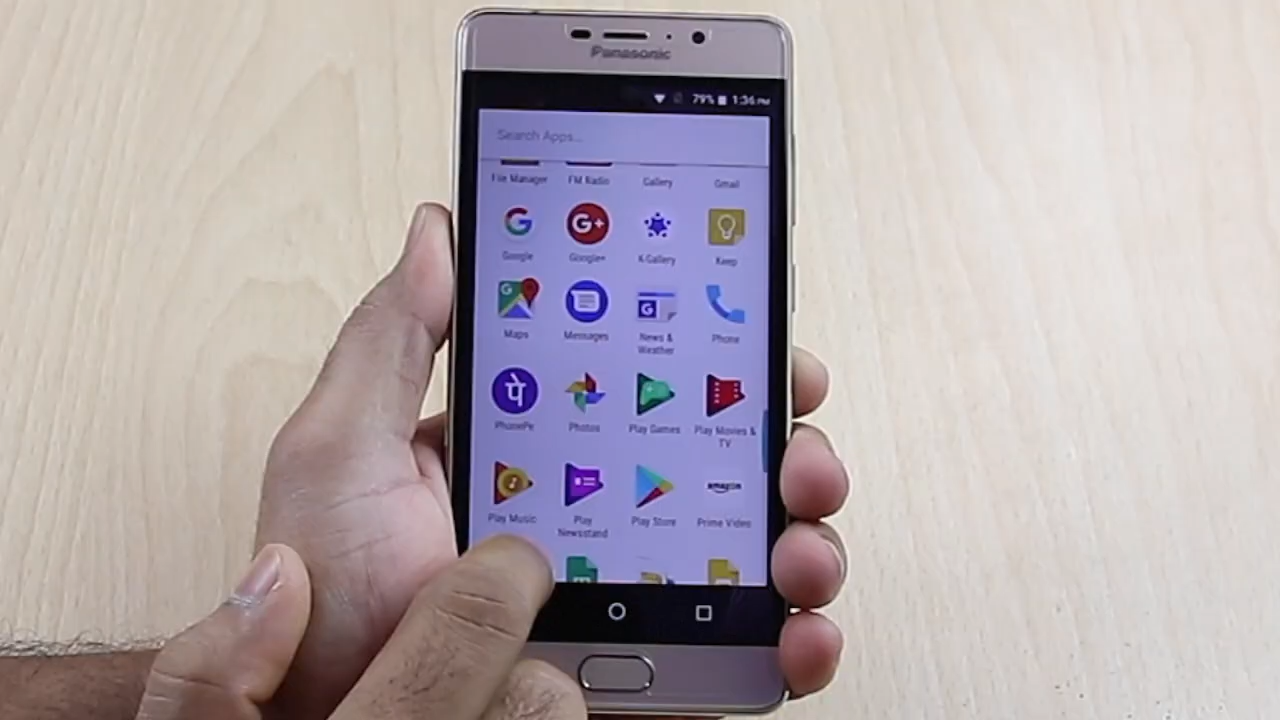 Panasonic
79% 1:36 PM
Search Apps...
File Manager FM Radio Gallery Gmail
G G+
Google Google+ K-Gallery Keep
G G
Maps Messages News & Weather Phone
पे
PhonePe Photos Play Games Play Movies & TV
amazon
Play Music Play Newsstand Play Store Prime Video